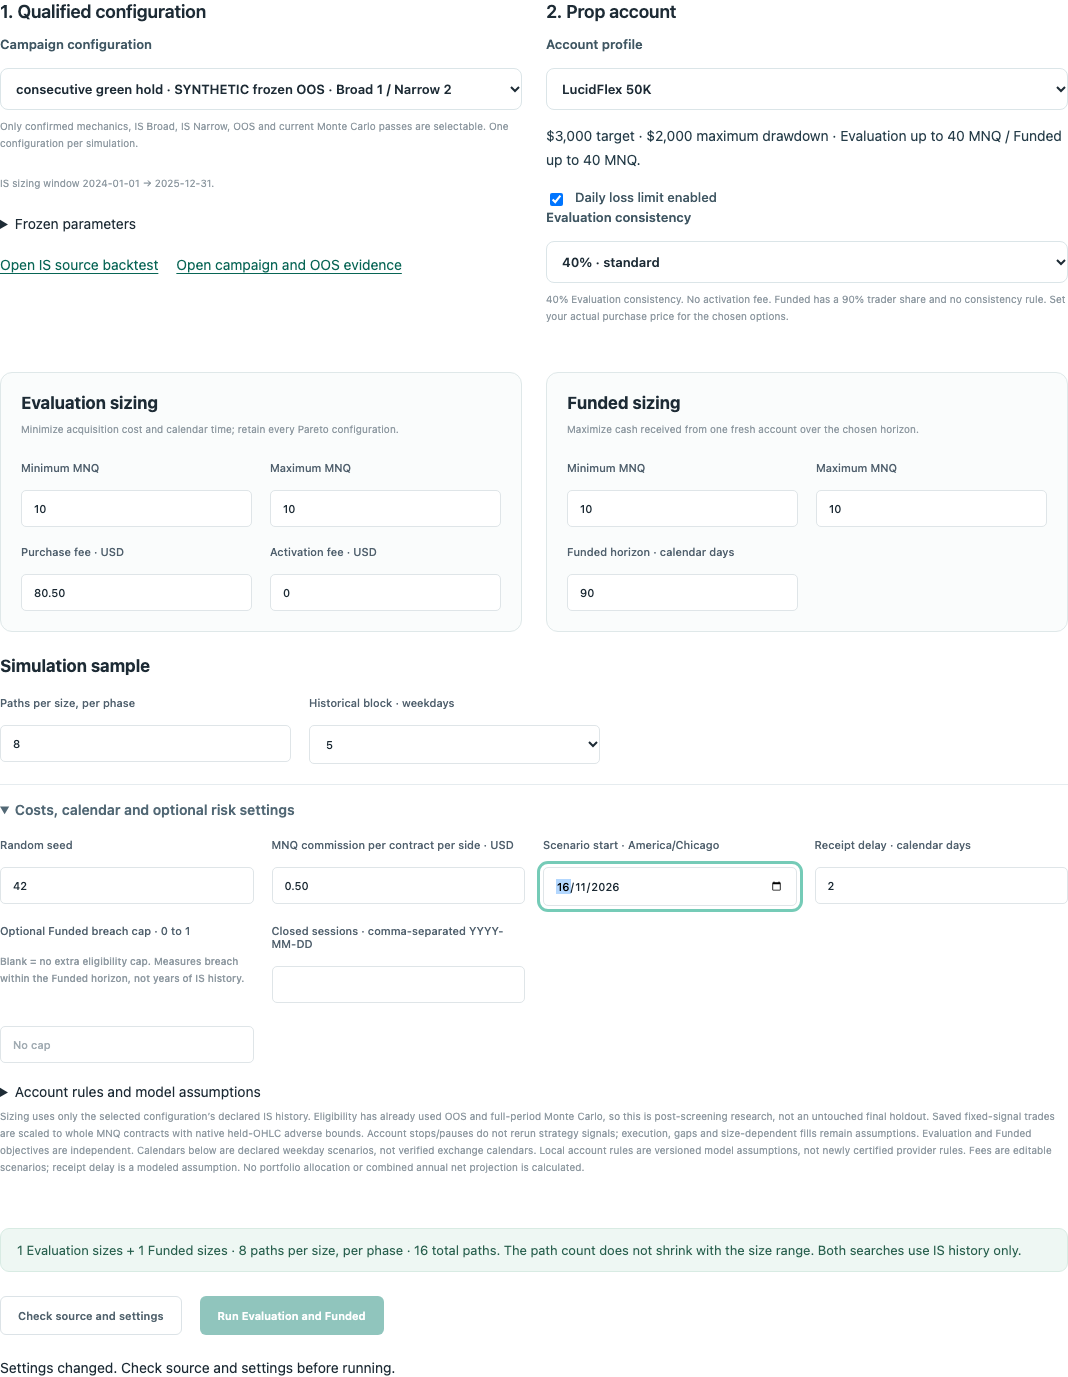 1. Qualified configuration
Campaign configuration
consecutive green hold · SYNTHETIC frozen OOS · Broad 1 / Narrow 2
Only confirmed mechanics, IS Broad, IS Narrow, OOS and current Monte Carlo passes are selectable. One
configuration per simulation.
IS sizing window 2024-01-01 → 2025-12-31.
Frozen parameters
Open IS source backtest Open campaign and OOS evidence
2. Prop account
Account profile
LucidFlex 50K
$3,000 target · $2,000 maximum drawdown · Evaluation up to 40 MNQ / Funded
up to 40 MNQ.
Daily loss limit enabled
Evaluation consistency
40% · standard
40% Evaluation consistency. No activation fee. Funded has a 90% trader share and no consistency rule. Set
your actual purchase price for the chosen options.
Evaluation sizing
Minimize acquisition cost and calendar time; retain every Pareto configuration.
Minimum MNQ Maximum MNQ
10 10
Purchase fee · USD Activation fee · USD
80.50 0
Funded sizing
Maximize cash received from one fresh account over the chosen horizon.
Minimum MNQ Maximum MNQ
10 10
Funded horizon · calendar days
90
Simulation sample
Paths per size, per phase Historical block · weekdays
8 5
Costs, calendar and optional risk settings
Random seed MNQ commission per contract per side · USD Scenario start · America/Chicago Receipt delay · calendar days
42 0.50 16/11/2026 2
Optional Funded breach cap · 0 to 1
Blank = no extra eligibility cap. Measures breach
within the Funded horizon, not years of IS history.
No cap
Closed sessions · comma-separated YYYY-
MM-DD
Account rules and model assumptions
Sizing uses only the selected configuration's declared IS history. Eligibility has already used OOS and full-period Monte Carlo, so this is post-screening research, not an untouched final holdout. Saved fixed-signal trades
are scaled to whole MNQ contracts with native held-OHLC adverse bounds. Account stops/pauses do not rerun strategy signals; execution, gaps and size-dependent fills remain assumptions. Evaluation and Funded
objectives are independent. Calendars below are declared weekday scenarios, not verified exchange calendars. Local account rules are versioned model assumptions, not newly certified provider rules. Fees are editable
scenarios; receipt delay is a modeled assumption. No portfolio allocation or combined annual net projection is calculated.
1 Evaluation sizes + 1 Funded sizes · 8 paths per size, per phase · 16 total paths. The path count does not shrink with the size range. Both searches use IS history only.
Check source and settings Run Evaluation and Funded
Settings changed. Check source and settings before running.